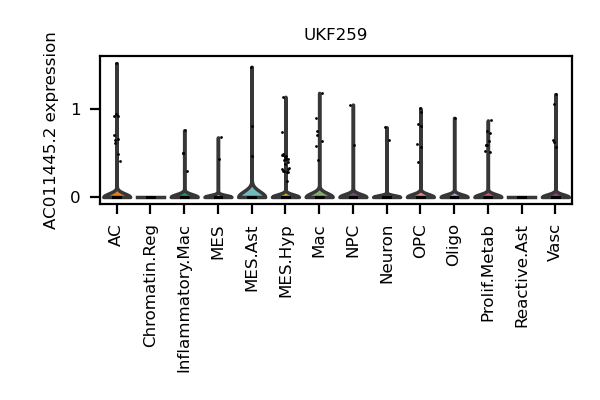 UKF259
AC011445.2 expression
1
0
AC
Chromatin.Reg
Inflammatory.Mac
MES
MES.Ast
MES.Hyp
Mac
NPC
Neuron
OPC
Oligo
Prolif.Metab
Reactive.Ast
Vasc